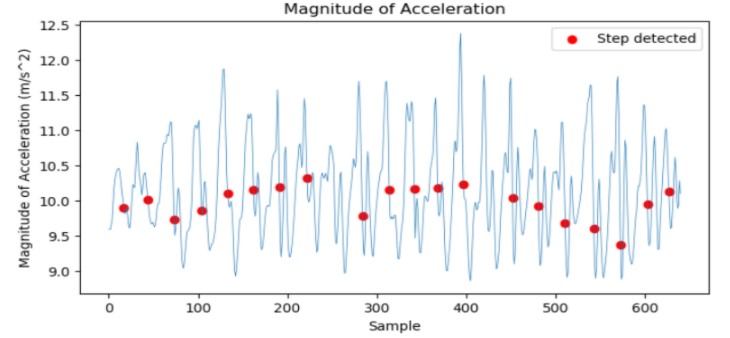 Magnitude of Acceleration
Step detected
Magnitude of Acceleration (m/s^2)
12.5
12.0
11.5
11.0
10.5
10.0
9.5
9.0
0 100 200 300 400 500 600
Sample